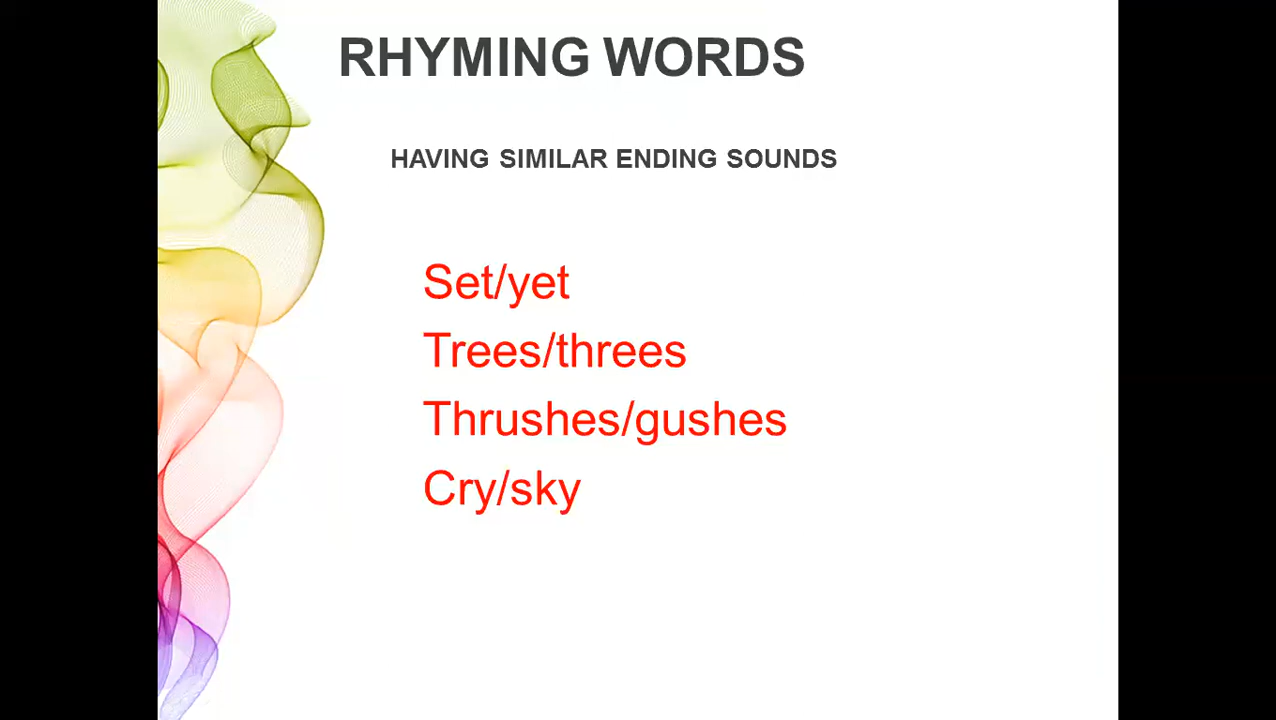 RHYMING WORDS
HAVING SIMILAR ENDING SOUNDS
Set/yet
Trees/threes
Thrushes/gushes
Cry/sky